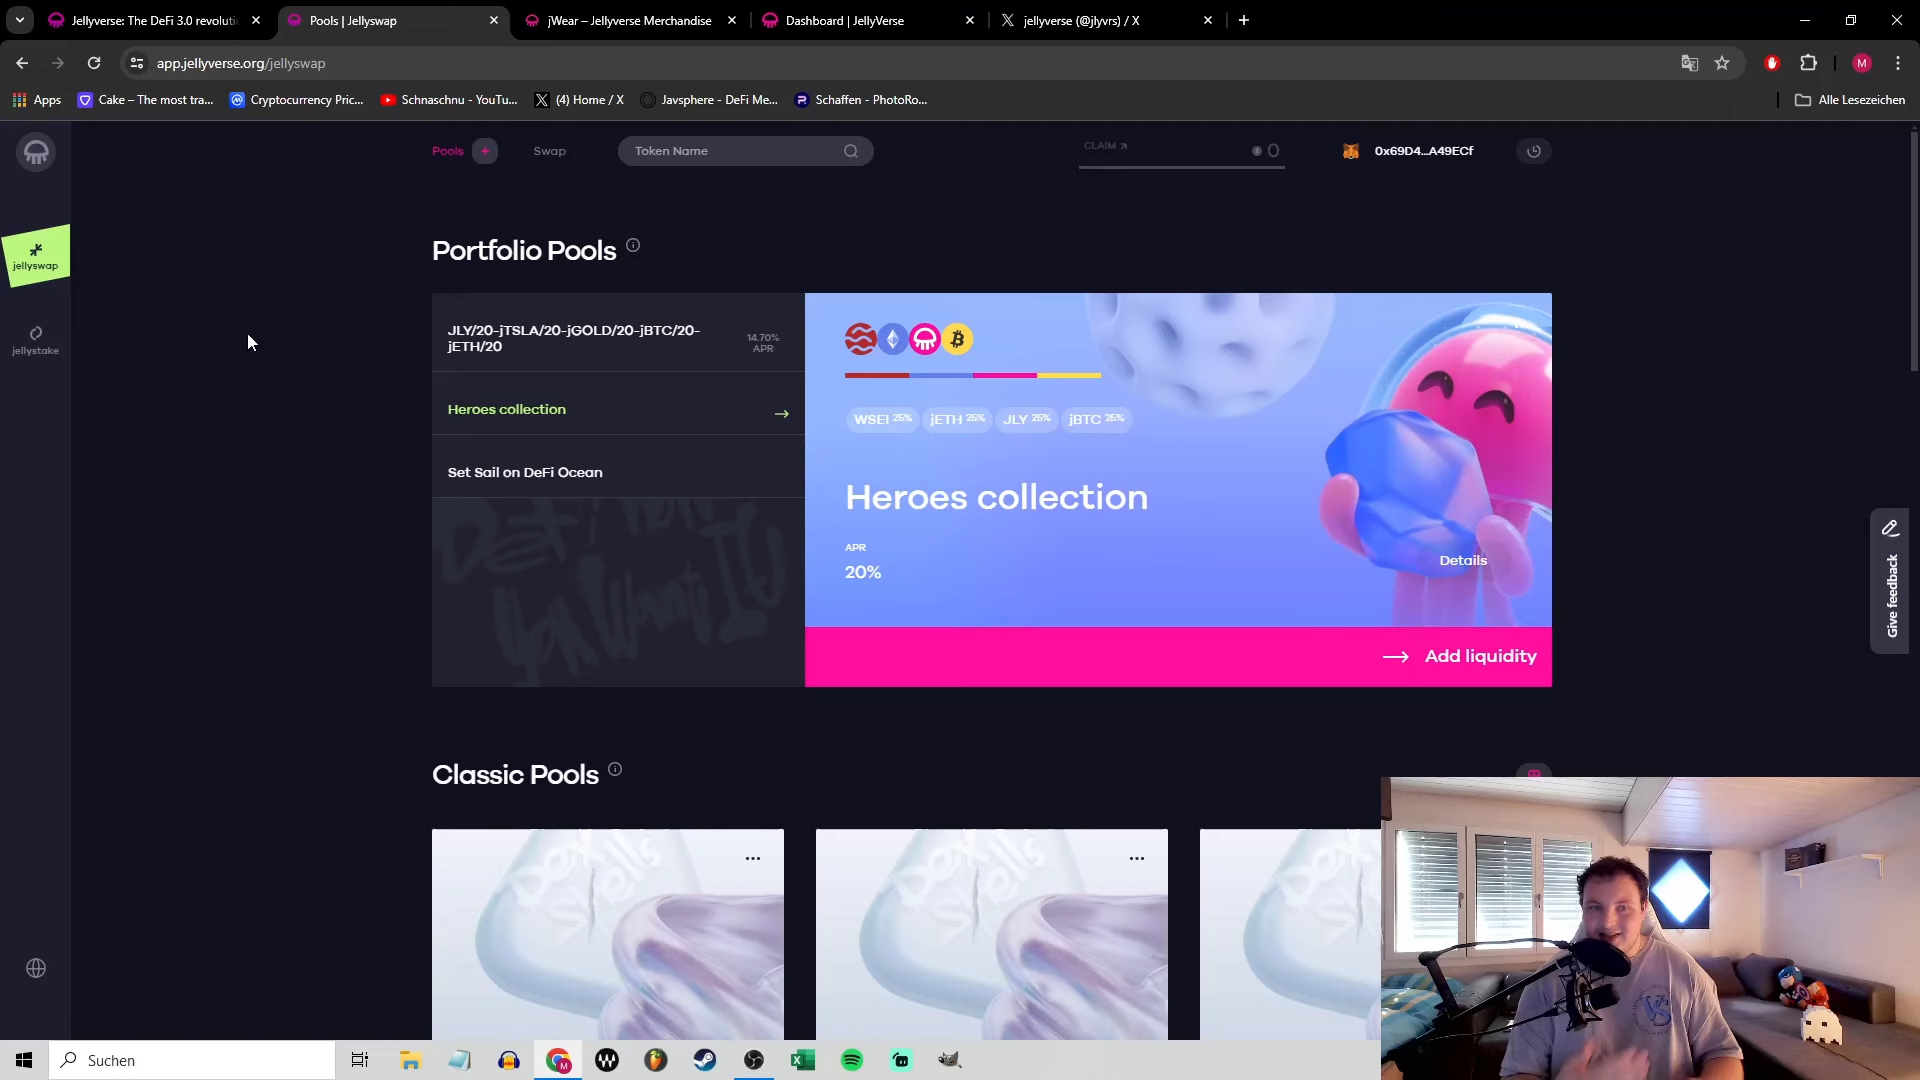 Jellyverse: The DeFi 3.0 revoluti
Pools | Jellyswap
jWear – Jellyverse Merchandise
Dashboard | JellyVerse
jellyverse (@jlyvrs) / X
app.jellyverse.org/jellyswap
M
Apps
Cake – The most tra...
Cryptocurrency Pric...
Schnaschnu - YouTu...
(4) Home / X
Javsphere - DeFi Me...
Schaffen - PhotoRo...
Alle Lesezeichen
Pools
+
Swap
Token Name
CLAIM
0
0x69D4...A49ECf
jellyswap
jellystake
Portfolio Pools
JLY/20-jTSLA/20-jGOLD/20-jBTC/20-
jETH/20
14.70%
APR
Heroes collection
Set Sail on DeFi Ocean
DeFi
You Want It
WSEI 25%
jETH 25%
JLY 25%
jBTC 25%
Heroes collection
APR
20%
Details
Add liquidity
Give feedback
Classic Pools
Suchen